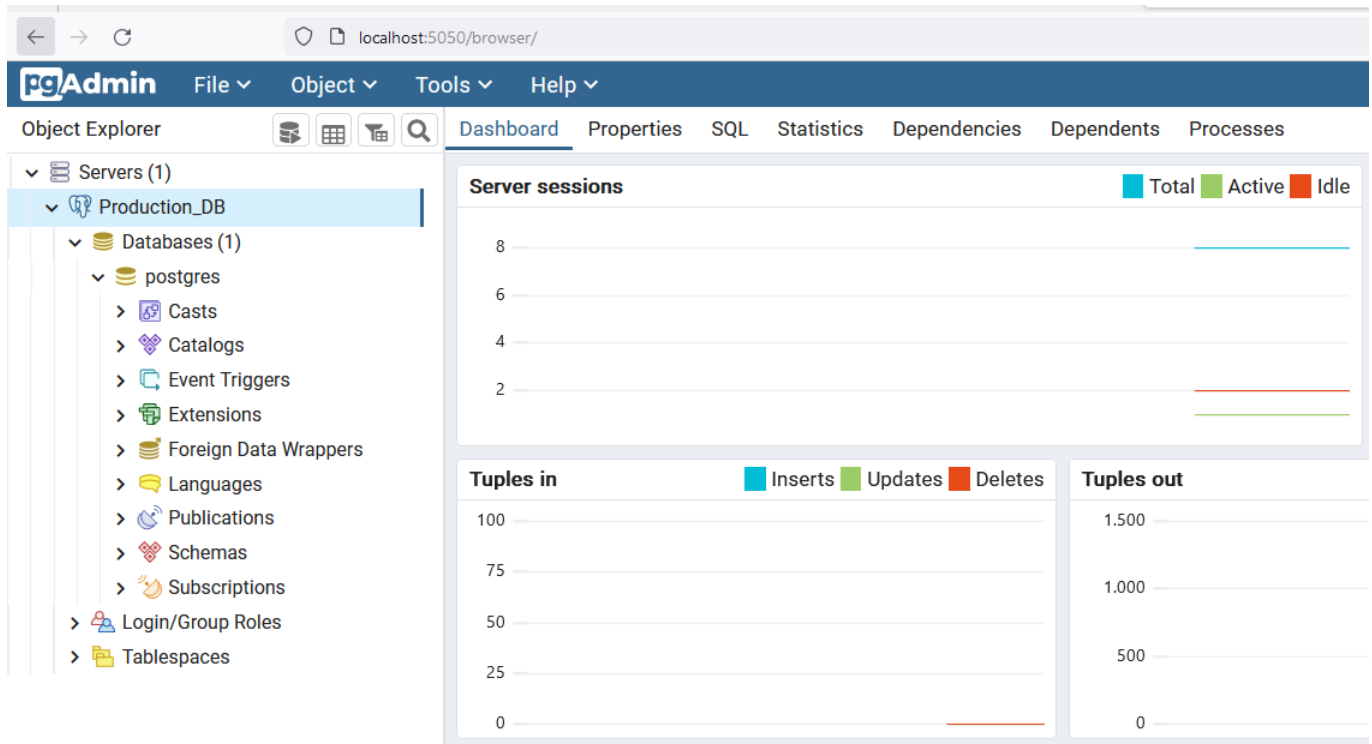 localhost:5050/browser/
pgAdmin File Object Tools Help
Object Explorer
Dashboard Properties SQL Statistics Dependencies Dependents Processes
Servers (1)
Production_DB
Databases (1)
postgres
Casts
Catalogs
Event Triggers
Extensions
Foreign Data Wrappers
Languages
Publications
Schemas
Subscriptions
Login/Group Roles
Tablespaces
Server sessions Total Active Idle
8
6
4
2
Tuples in Inserts Updates Deletes
100
75
50
25
0
Tuples out
1.500
1.000
500
0